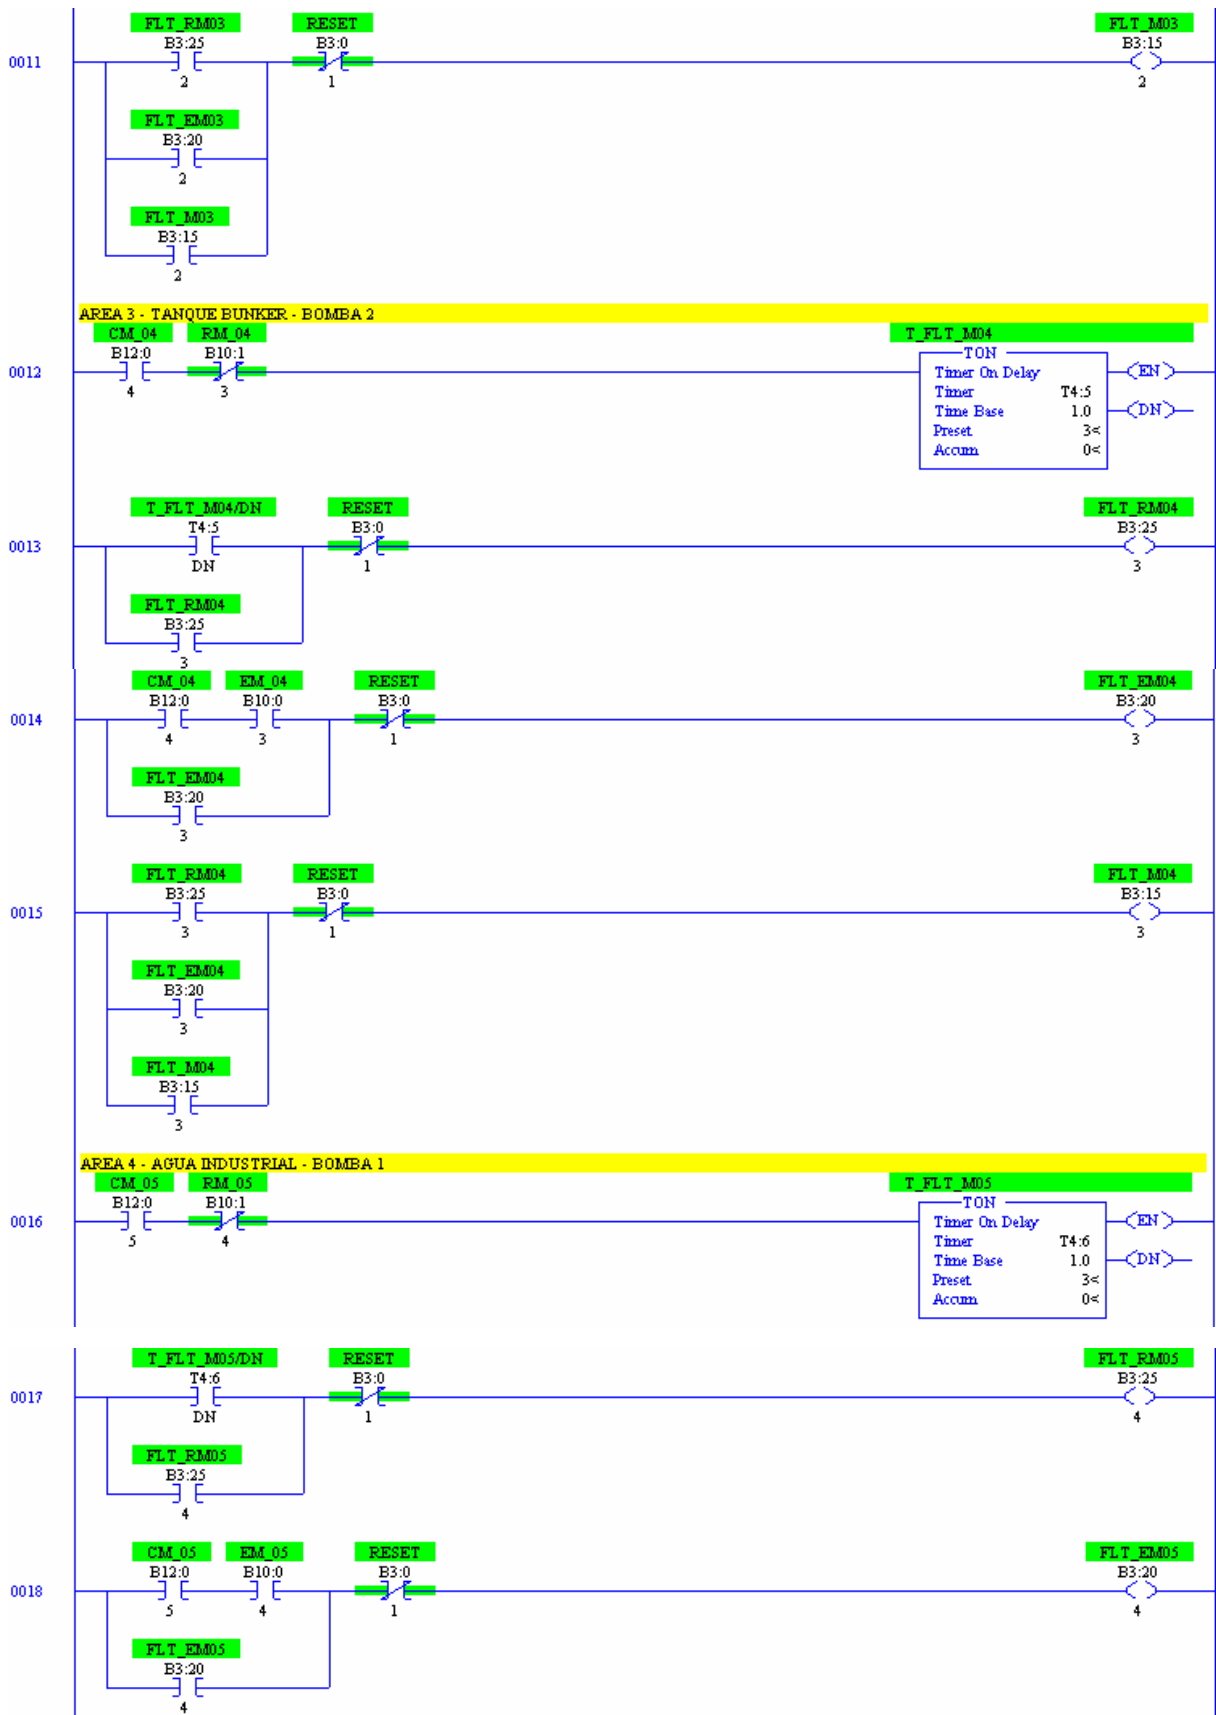 FLT_RM03 RESET FLT_M03
B3:25 B3:0 B3:15
0011
2 1 2
FLT_EM03
B3:20
2
FLT_M03
B3:15
2
AREA 3 - TANQUE BUNKER - BOMBA 2
CM_04 RM_04 T_FLT_M04
B12:0 B10:1 TON
0012 Timer On Delay EN
4 3 Timer T4:5
Time Base 1.0 DN
Preset 3<
Accum 0<
T_FLT_M04/DN RESET FLT_RM04
T4:5 B3:0 B3:25
0013
DN 1 3
FLT_RM04
B3:25
3
CM_04 EM_04 RESET FLT_EM04
B12:0 B10:0 B3:0 B3:20
0014
4 3 1 3
FLT_EM04
B3:20
3
FLT_RM04 RESET FLT_M04
B3:25 B3:0 B3:15
0015
3 1 3
FLT_EM04
B3:20
3
FLT_M04
B3:15
3
AREA 4 - AGUA INDUSTRIAL - BOMBA 1
CM_05 RM_05 T_FLT_M05
B12:0 B10:1 TON
0016 Timer On Delay EN
5 4 Timer T4:6
Time Base 1.0 DN
Preset 3<
Accum 0<
T_FLT_M05/DN RESET FLT_RM05
T4:6 B3:0 B3:25
0017
DN 1 4
FLT_RM05
B3:25
4
CM_05 EM_05 RESET FLT_EM05
B12:0 B10:0 B3:0 B3:20
0018
5 4 1 4
FLT_EM05
B3:20
4